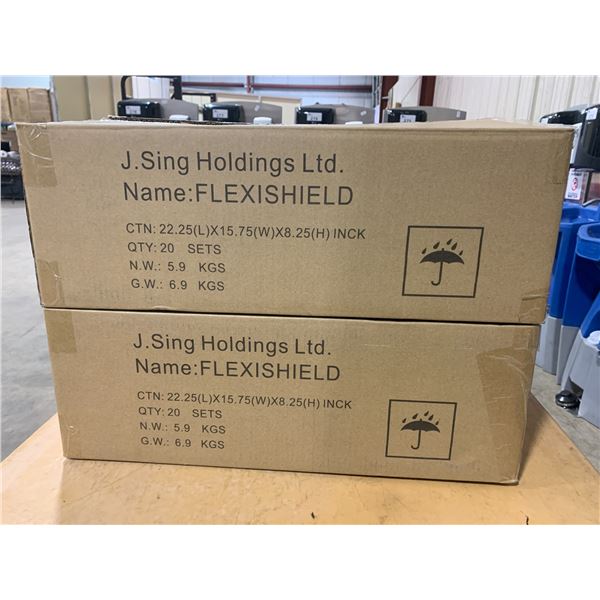 J.Sing Holdings Ltd.
Name:FLEXISHIELD
CTN: 22.25(L)X15.75(W)X8.25(H) INCK
QTY: 20 SETS
N.W.: 5.9 KGS
G.W.: 6.9 KGS
J.Sing Holdings Ltd.
Name:FLEXISHIELD
CTN: 22.25(L)X15.75(W)X8.25(H) INCK
QTY: 20 SETS
N.W.: 5.9 KGS
G.W.: 6.9 KGS